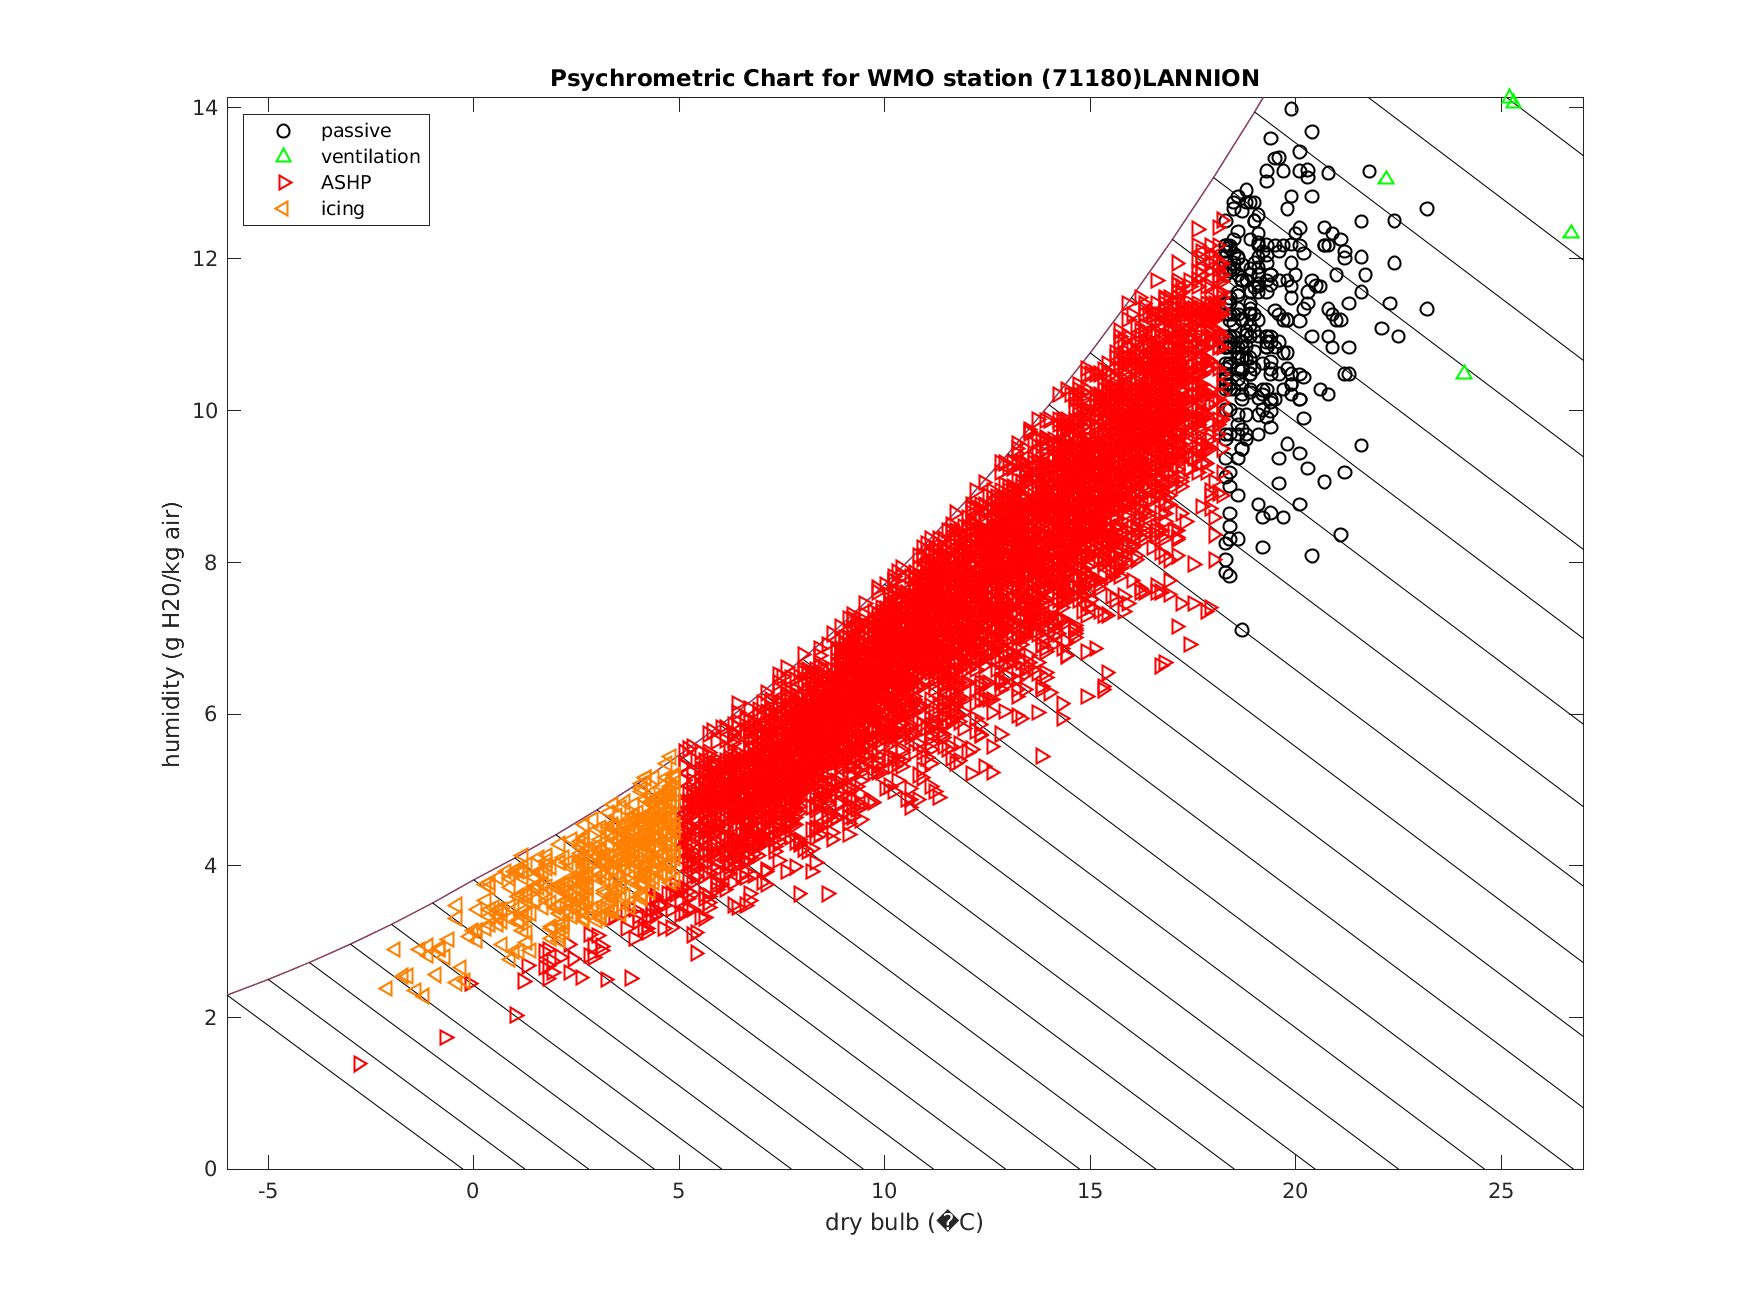 Psychrometric Chart for WMO station (71180)LANNION
passive
ventilation
ASHP
icing
14
12
10
8
6
4
2
0
humidity (g H20/kg air)
-5 0 5 10 15 20 25
dry bulb (�C)